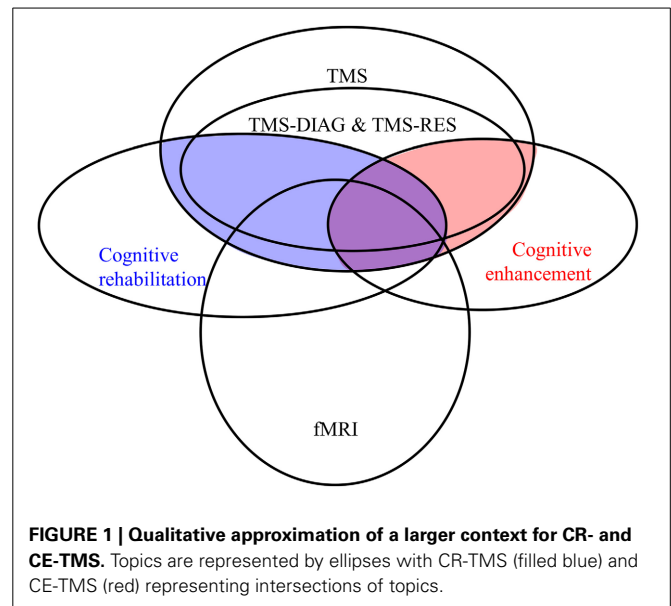 TMS
TMS-DIAG & TMS-RES
Cognitive
rehabilitation
Cognitive
enhancement
fMRI
FIGURE 1 | Qualitative approximation of a larger context for CR- and
CE-TMS. Topics are represented by ellipses with CR-TMS (filled blue) and
CE-TMS (red) representing intersections of topics.